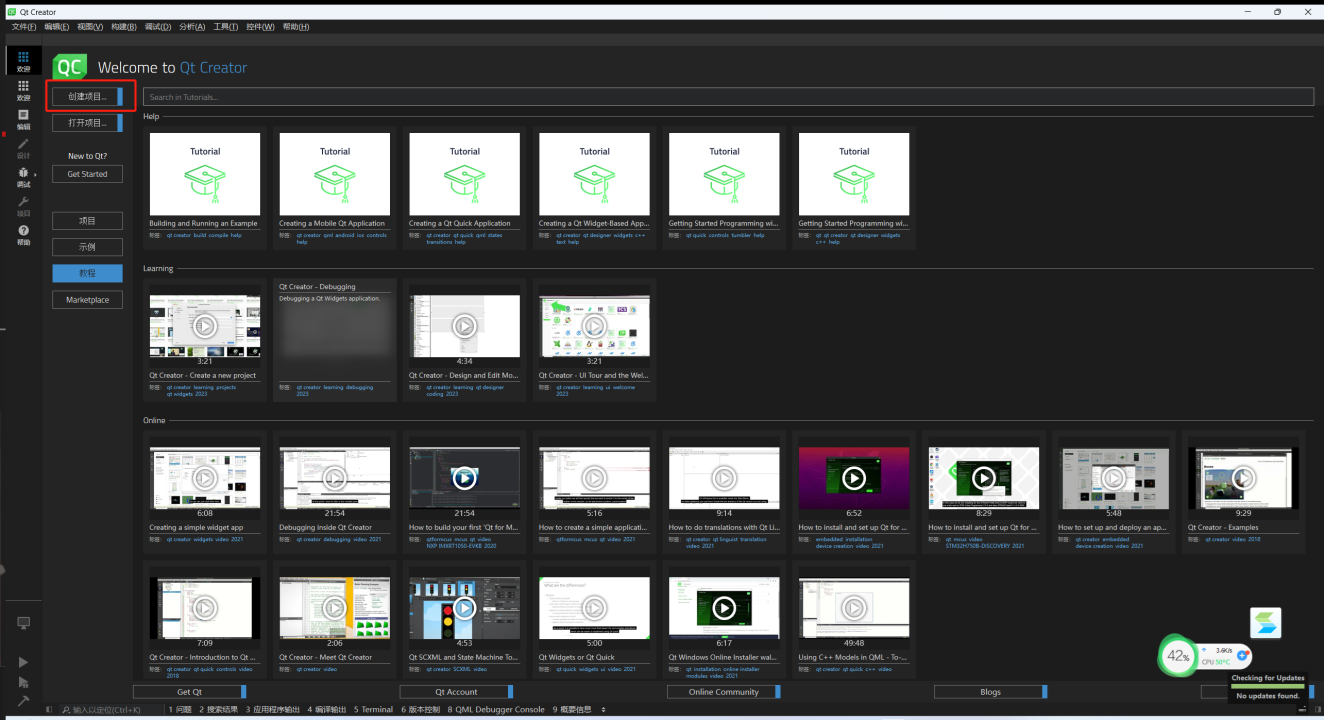 Qt Creator
文件(F) 编辑(E) 视图(V) 构建(B) 调试(D) 分析(A) 工具(T) 控件(W) 帮助(H)
欢迎
欢迎
编辑
设计
调试
项目
帮助
QC Welcome to Qt Creator
创建项目...
打开项目...
New to Qt?
Get Started
项目
示例
教程
Marketplace
Search in Tutorials...
Help
Tutorial Tutorial Tutorial Tutorial Tutorial Tutorial
Building and Running an Example
标签: qt creator build compile help
Creating a Mobile Qt Application
标签: qt creator qml android ios controls
help
Creating a Qt Quick Application
标签: qt creator qt quick qml states
transitions help
Creating a Qt Widget-Based App...
标签: qt creator qt designer widgets c++
text help
Getting Started Programming wi...
标签: qt quick controls tumbler help
Getting Started Programming wi...
标签: qt qt creator qt designer widgets
c++ help
Learning
3:21
Qt Creator - Create a new project
标签: qt creator learning projects
qt widgets 2023
Qt Creator - Debugging
Debugging a Qt Widgets application.
标签: qt creator learning debugging
2023
4:34
Qt Creator - Design and Edit Mo...
标签: qt creator learning qt designer
coding 2023
3:21
Qt Creator - UI Tour and the Wel...
标签: qt creator learning ui welcome
2023
Online
6:08
Creating a simple widget app
标签: qt creator widgets video 2021
21:54
Debugging inside Qt Creator
标签: qt creator debugging video 2021
21:54
How to build your first 'Qt for M...
标签: qtformcus mcus qt video
NXP IMXRT1050-EVKB 2020
5:16
How to create a simple applicati...
标签: qtformcus mcus qt video 2021
9:14
How to do translations with Qt Li...
标签: qt creator qt linguist translation
video 2021
6:52
How to install and set up Qt for ...
标签: embedded installation
device creation video 2021
8:29
How to install and set up Qt for ...
标签: qt mcus video
STM32H750B-DISCOVERY 2021
5:48
How to set up and deploy an ap...
标签: qt creator embedded
device creation video 2021
9:29
Qt Creator - Examples
标签: qt creator video 2018
7:09
Qt Creator - Introduction to Qt ...
标签: qt creator qt quick controls video
2018
2:06
Qt Creator - Meet Qt Creator
标签: qt creator video
4:53
Qt SCXML and State Machine To...
标签: qt creator SCXML video
5:00
Qt Widgets or Qt Quick
标签: qt quick widgets ui video 2021
6:17
Qt Windows Online Installer wal...
标签: qt installation online installer
modules video 2021
49:48
Using C++ Models in QML - To-...
标签: qt creator qt quick c++ video
42%
3.6K/s
CPU 50°C
Checking for Updates
No updates found.
Get Qt Qt Account Online Community Blogs
输入以定位(Ctrl+K) 1 问题 2 搜索结果 3 应用程序输出 4 编译输出 5 Terminal 6 版本控制 8 QML Debugger Console 9 概要信息